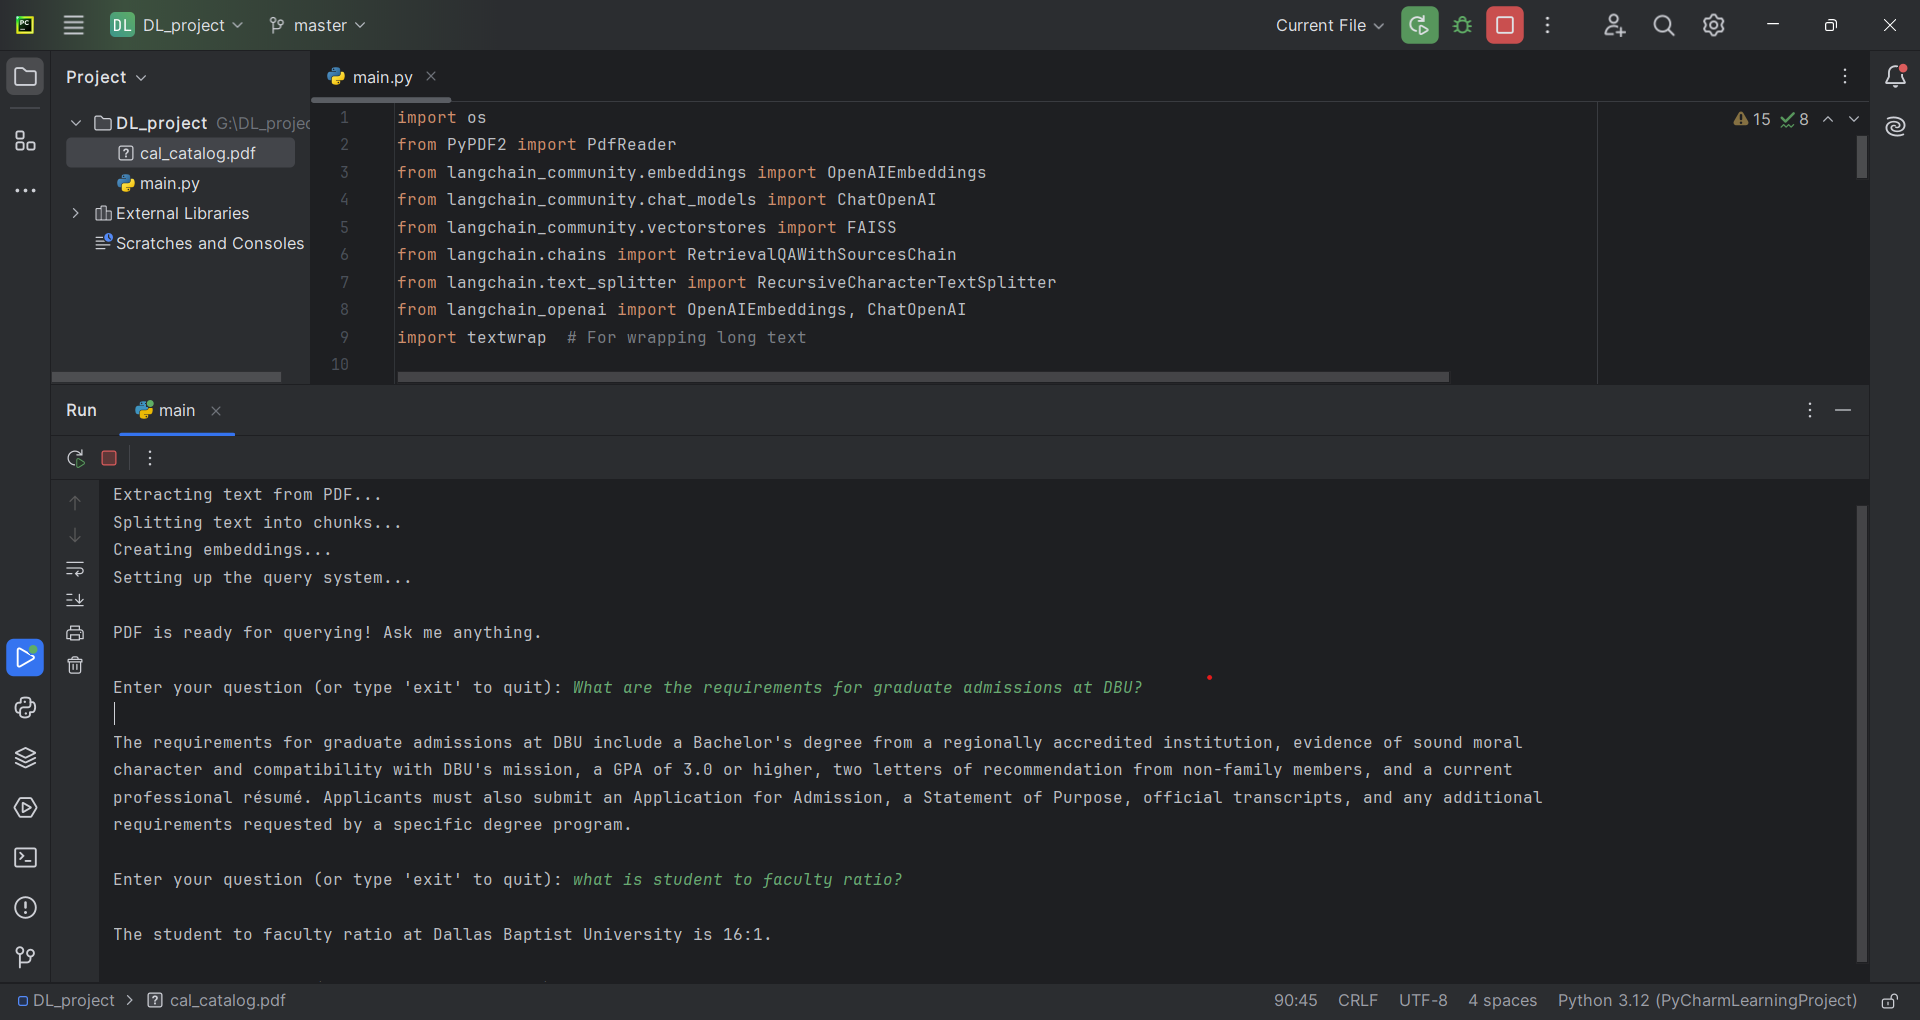 DL DL_project master Current File
Project
main.py
DL_project G:\DL_projec
cal_catalog.pdf
main.py
External Libraries
Scratches and Consoles
15 8
1 import os
2 from PyPDF2 import PdfReader
3 from langchain_community.embeddings import OpenAIEmbeddings
4 from langchain_community.chat_models import ChatOpenAI
5 from langchain_community.vectorstores import FAISS
6 from langchain.chains import RetrievalQAWithSourcesChain
7 from langchain.text_splitter import RecursiveCharacterTextSplitter
8 from langchain_openai import OpenAIEmbeddings, ChatOpenAI
9 import textwrap # For wrapping long text
10
Run main
Extracting text from PDF...
Splitting text into chunks...
Creating embeddings...
Setting up the query system...
PDF is ready for querying! Ask me anything.
Enter your question (or type 'exit' to quit): What are the requirements for graduate admissions at DBU?
The requirements for graduate admissions at DBU include a Bachelor's degree from a regionally accredited institution, evidence of sound moral
character and compatibility with DBU's mission, a GPA of 3.0 or higher, two letters of recommendation from non-family members, and a current
professional résumé. Applicants must also submit an Application for Admission, a Statement of Purpose, official transcripts, and any additional
requirements requested by a specific degree program.
Enter your question (or type 'exit' to quit): what is student to faculty ratio?
The student to faculty ratio at Dallas Baptist University is 16:1.
DL_project > cal_catalog.pdf 90:45 CRLF UTF-8 4 spaces Python 3.12 (PyCharmLearningProject)